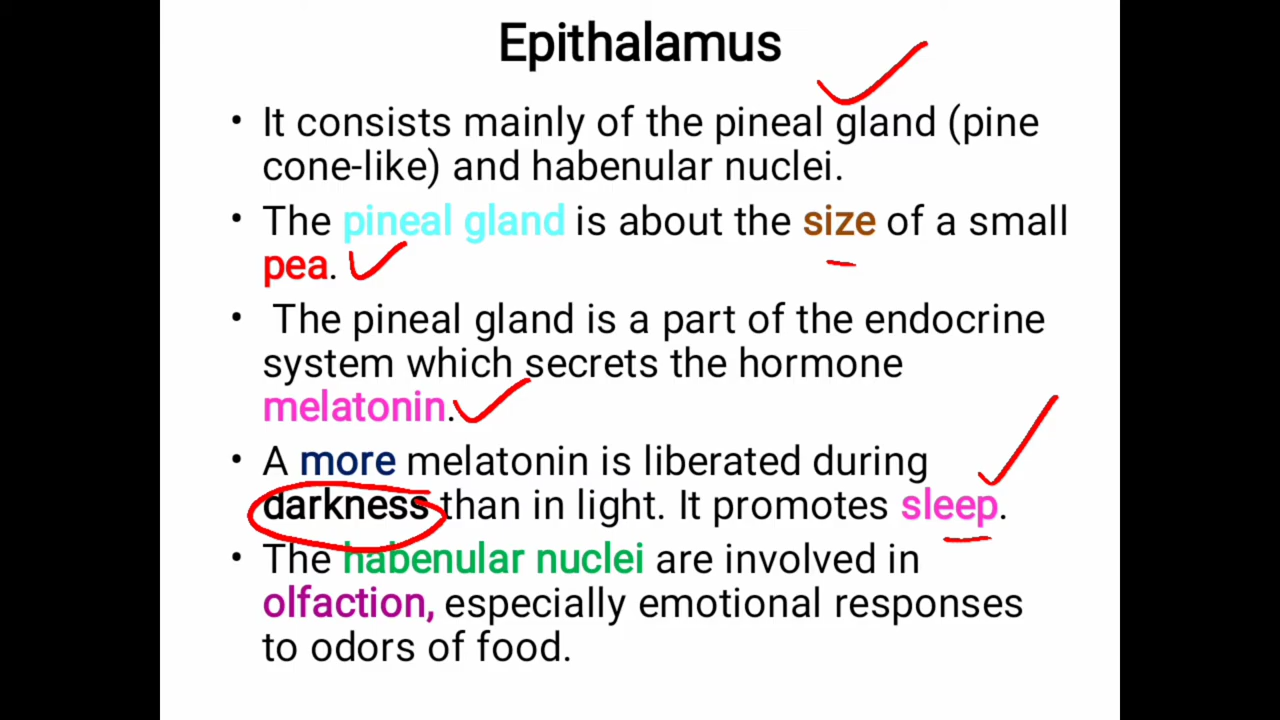 Epithalamus
• It consists mainly of the pineal gland (pine
cone-like) and habenular nuclei.
• The pineal gland is about the size of a small
pea.
• The pineal gland is a part of the endocrine
system which secrets the hormone
melatonin.
• A more melatonin is liberated during
darkness than in light. It promotes sleep.
• The habenular nuclei are involved in
olfaction, especially emotional responses
to odors of food.